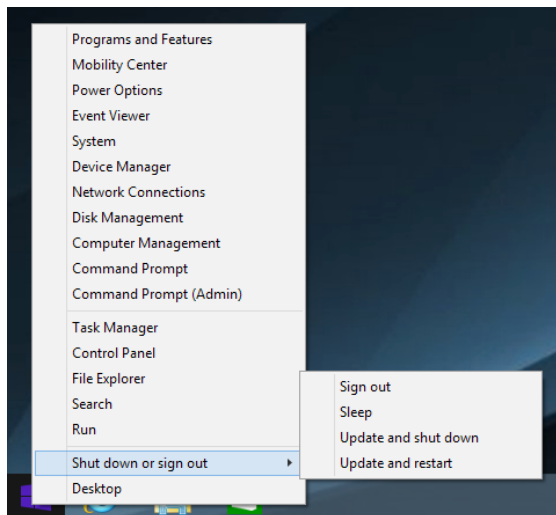 Programs and Features
Mobility Center
Power Options
Event Viewer
System
Device Manager
Network Connections
Disk Management
Computer Management
Command Prompt
Command Prompt (Admin)
Task Manager
Control Panel
File Explorer
Search
Run
Shut down or sign out
Desktop
Sign out
Sleep
Update and shut down
Update and restart